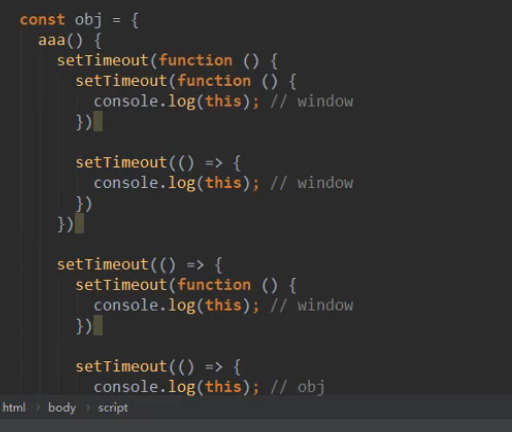 const obj = {
  aaa() {
    setTimeout(function () {
      setTimeout(function () {
        console.log(this); // window
      })

      setTimeout(() => {
        console.log(this); // window
      })
    })

    setTimeout(() => {
      setTimeout(function () {
        console.log(this); // window
      })

      setTimeout(() => {
        console.log(this); // obj
html › body › script